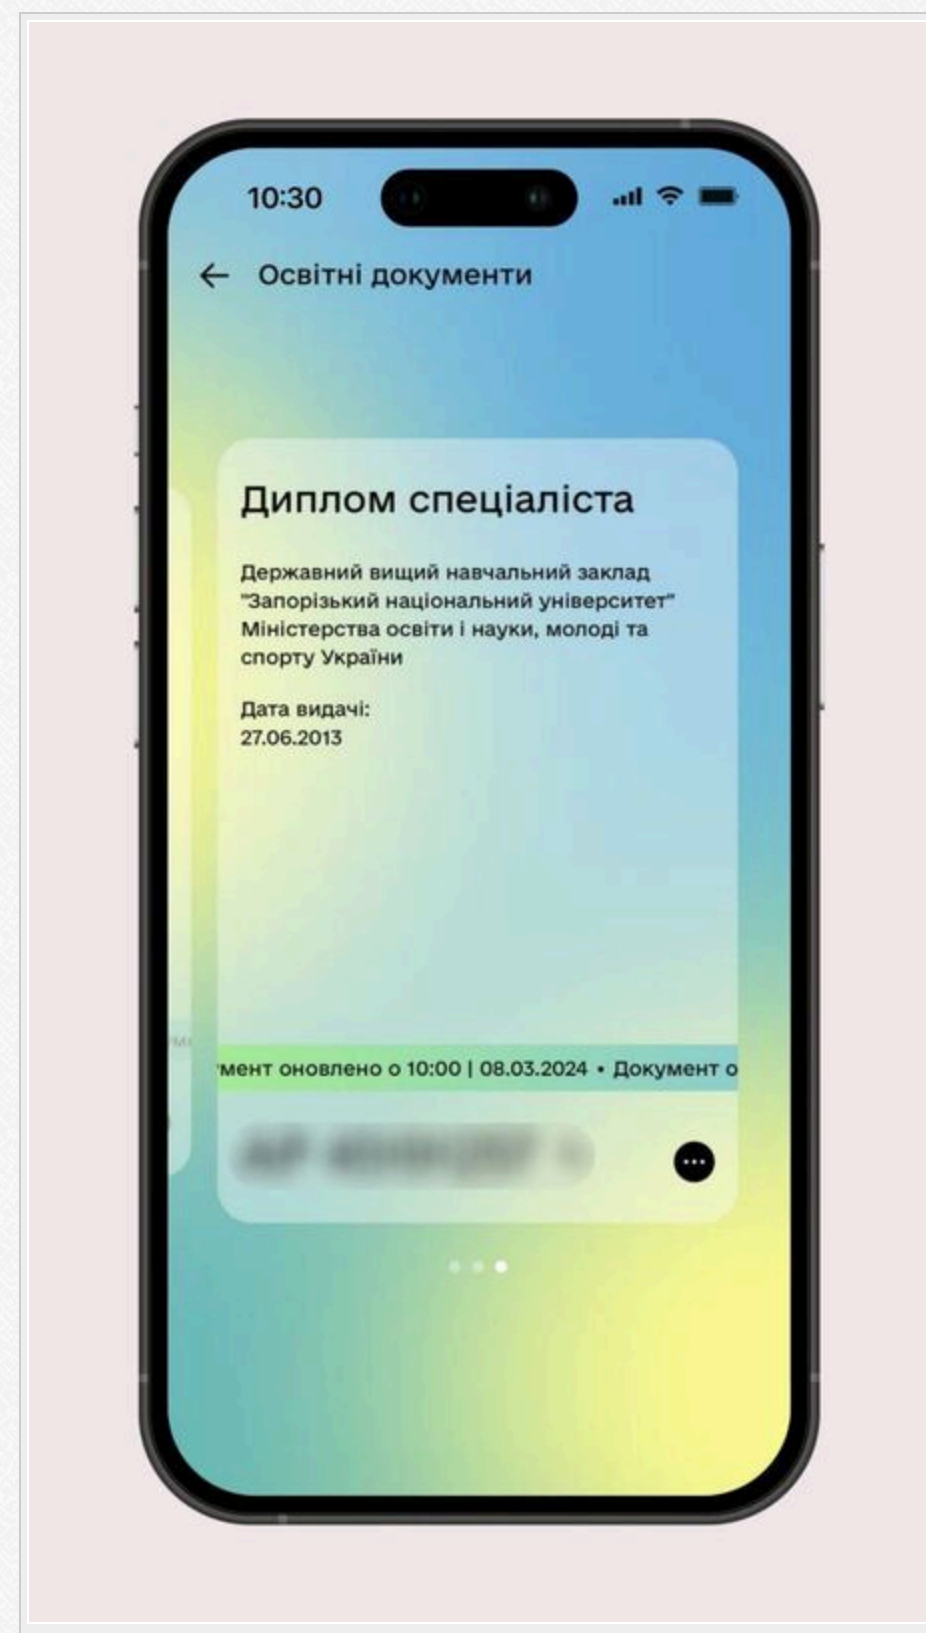 10:30
Освітні документи
Диплом спеціаліста
Державний вищий навчальний заклад
"Запорізький національний університет"
Міністерства освіти і науки, молоді та
спорту України
Дата видачі:
27.06.2013
мент оновлено о 10:00 | 08.03.2024 • Документ о